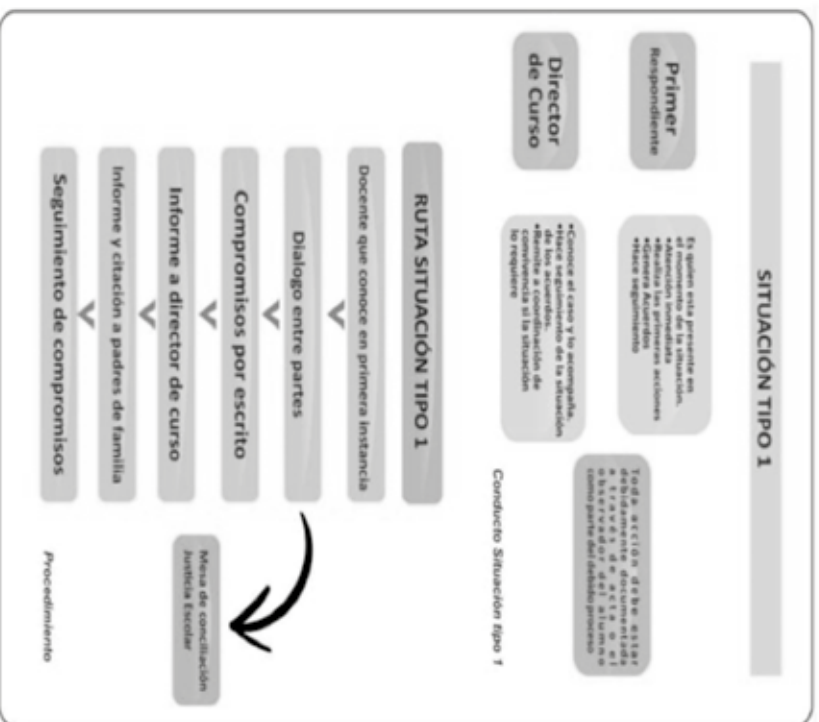 SITUACIÓN TIPO 1
Primer
Respondiente
Es quien esta presente en
el momento de la situación.
•Atención inmediata
•Realiza las primeras acciones
•Genera Acuerdos
•Hace seguimiento
Director
de Curso
•Conoce el caso y lo acompaña.
•Hace seguimiento de la situación
de los acuerdos.
•Remite a coordinación de
convivencia si la situación
lo requiere
Toda acción debe estar
debidamente documentada
a través de acta o el
observador del alumno
como parte del debido proceso
Conducto Situación tipo 1
RUTA SITUACIÓN TIPO 1
Docente que conoce en primera instancia
Dialogo entre partes
Compromisos por escrito
Informe a director de curso
Informe y citación a padres de familia
Seguimiento de compromisos
Mesa de conciliación
Justicia Escolar
Procedimiento